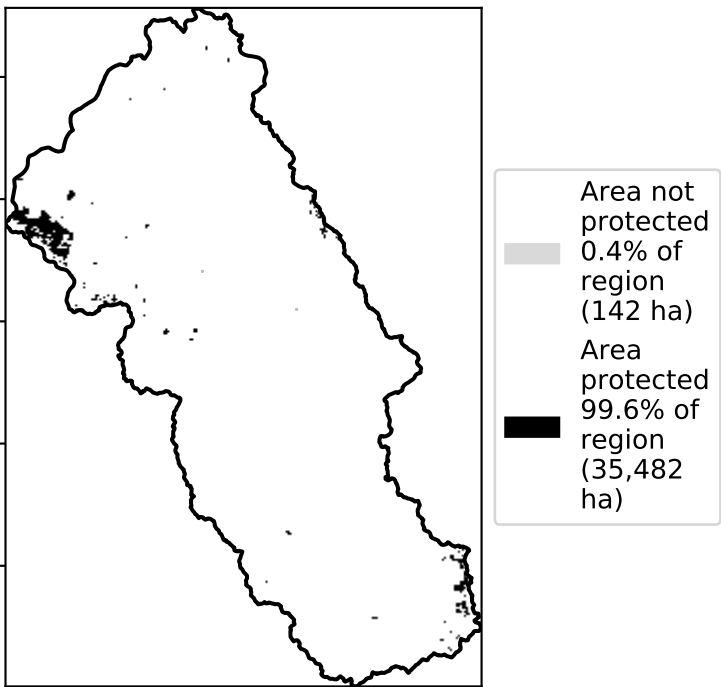 Area not
protected
0.4% of
region
(142 ha)
Area
protected
99.6% of
region
(35,482
ha)